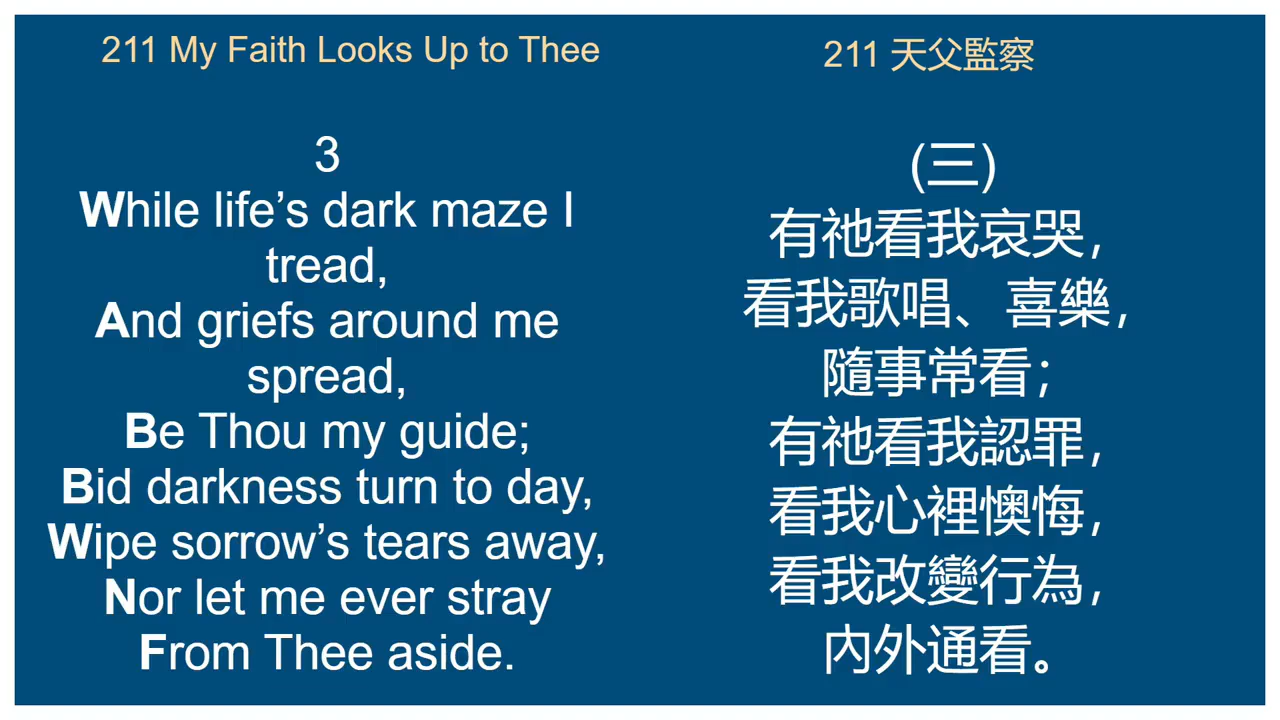 211 My Faith Looks Up to Thee
3
While life’s dark maze I
tread,
And griefs around me
spread,
Be Thou my guide;
Bid darkness turn to day,
Wipe sorrow’s tears away,
Nor let me ever stray
From Thee aside.
211 天父監察
(三)
有祂看我哀哭，
看我歌唱、喜樂，
隨事常看；
有祂看我認罪，
看我心裡懊悔，
看我改變行為，
內外通看。